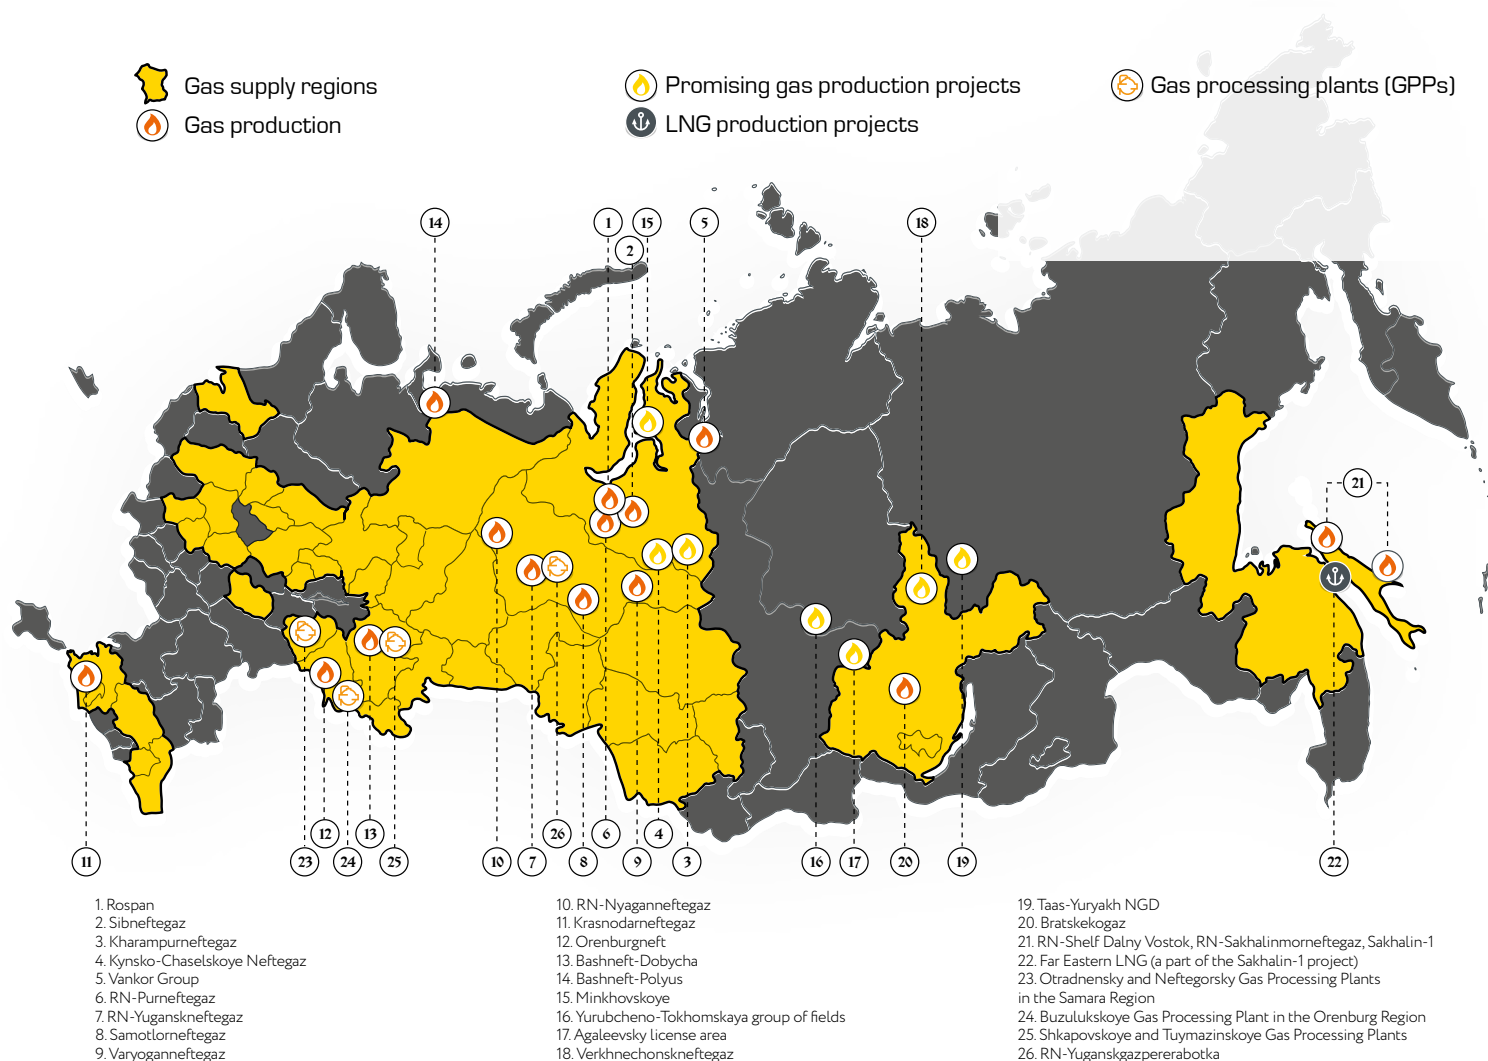 Gas supply regions
Gas production
Promising gas production projects
LNG production projects
Gas processing plants (GPPs)
14
1
15
2
5
18
21
11
23
12
24
13
25
10
7
26
8
6
9
4
3
16
17
20
19
22
1. Rospan
2. Sibneftegaz
3. Kharampurneftegaz
4. Kynsko-Chaselskoye Neftegaz
5. Vankor Group
6. RN-Purneftegaz
7. RN-Yuganskneftegaz
8. Samotlorneftegaz
9. Varyoganneftegaz
10. RN-Nyaganneftegaz
11. Krasnodarneftegaz
12. Orenburgneft
13. Bashneft-Dobycha
14. Bashneft-Polyus
15. Minkhovskoye
16. Yurubcheno-Tokhomskaya group of fields
17. Agaleevsky license area
18. Verkhnechonskneftegaz
19. Taas-Yuryakh NGD
20. Bratskekogaz
21. RN-Shelf Dalny Vostok, RN-Sakhalinmorneftegaz, Sakhalin-1
22. Far Eastern LNG (a part of the Sakhalin-1 project)
23. Otradnensky and Neftegorsky Gas Processing Plants
in the Samara Region
24. Buzulukskoye Gas Processing Plant in the Orenburg Region
25. Shkapovskoye and Tuymazinskoye Gas Processing Plants
26. RN-Yuganskgazpererabotka